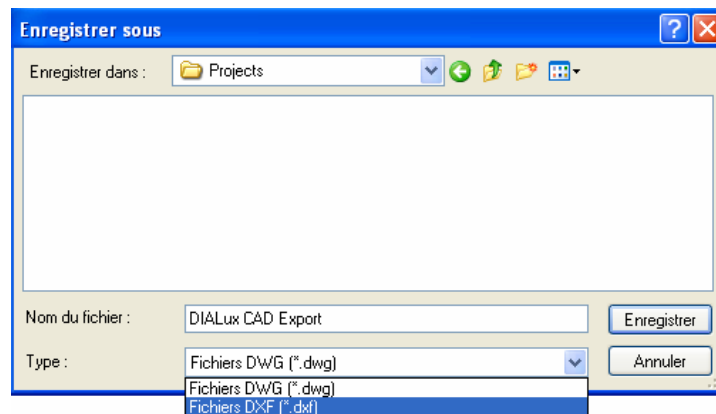 Enregistrer sous
Enregistrer dans :
Projects
Nom du fichier :
DIALux CAD Export
Enregistrer
Type :
Fichiers DWG (*.dwg)
Annuler
Fichiers DWG (*.dwg)
Fichiers DXF (*.dxf)